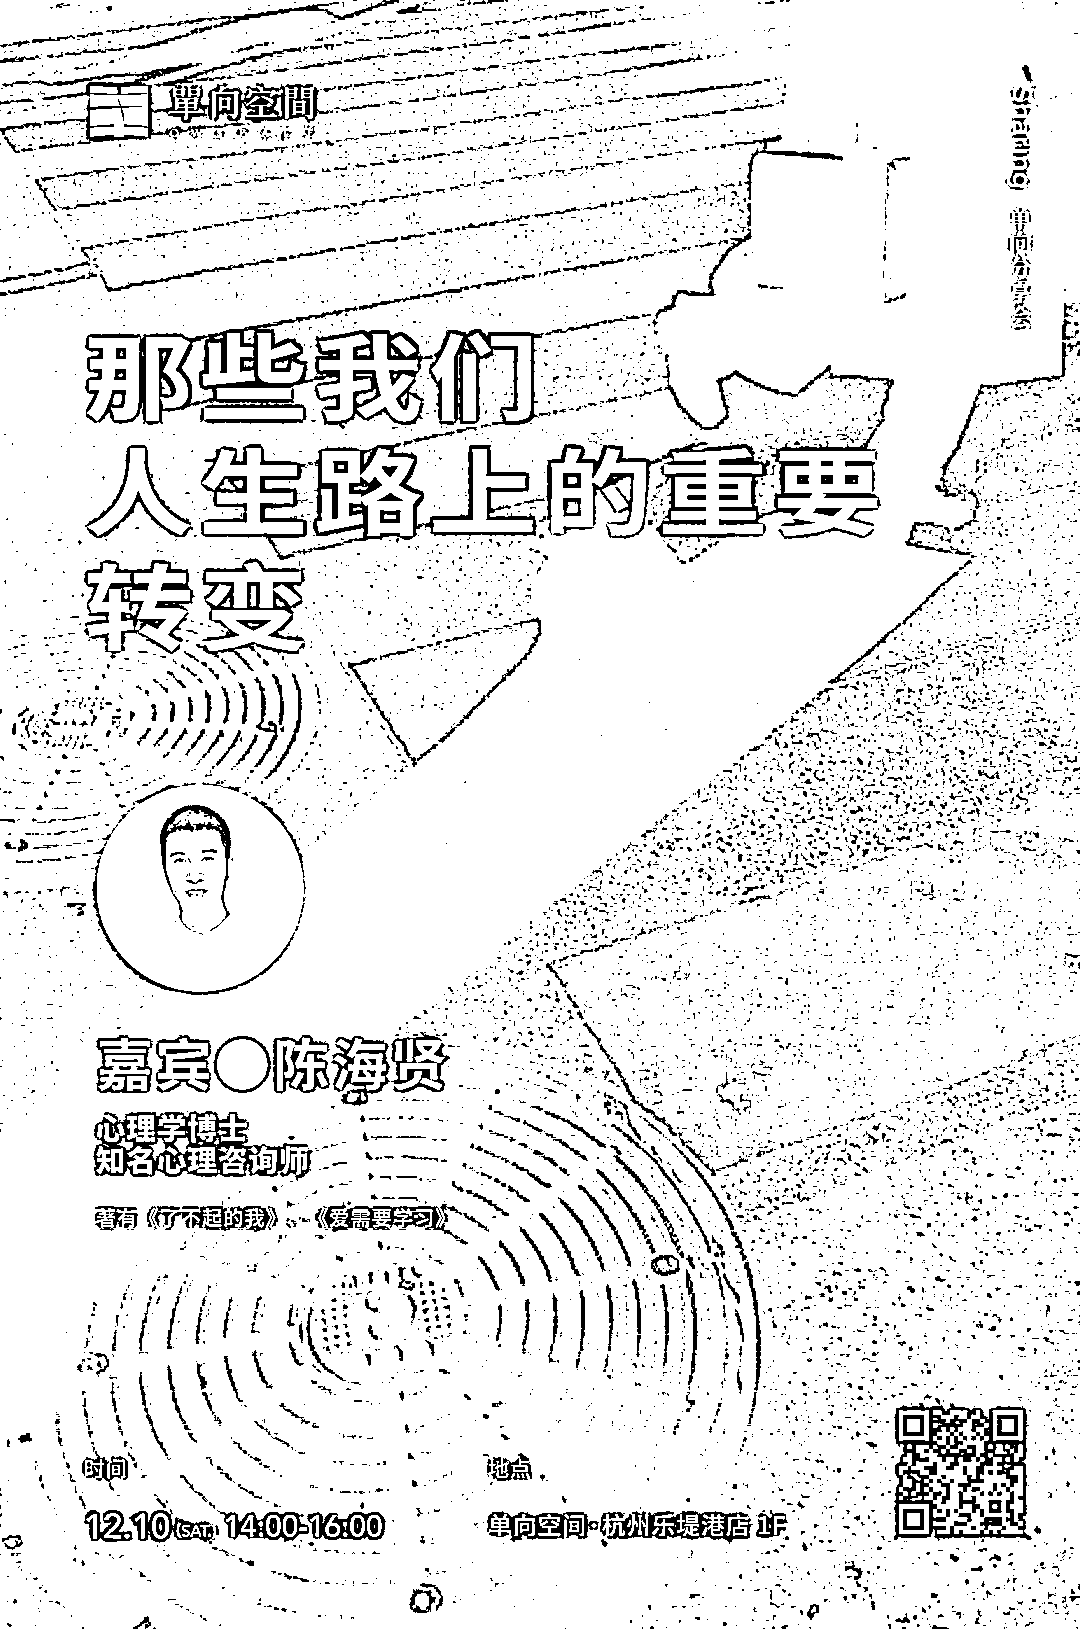 單向空間
Sharing 单向分享会
那些我们
人生路上的重要
转变
嘉宾○陈海贤
心理学博士
知名心理咨询师
著有《了不起的我》、《爱需要学习》
时间
12.10(SAT.) 14:00-16:00
地点
单向空间·杭州乐堤港店 1F